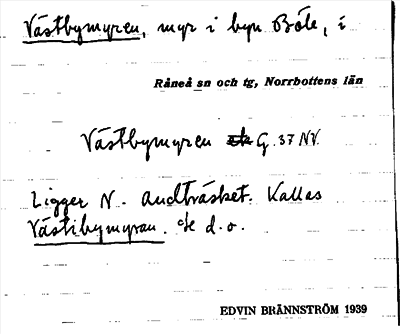 Västbymyren, myr i byn Böle, i
Råneå sn och tg, Norrbottens län
Västbymyren G. 37 NV.
Ligger N. Andträsket. Kallas
Västibymyran. d.o.
EDVIN BRÄNNSTRÖM 1939